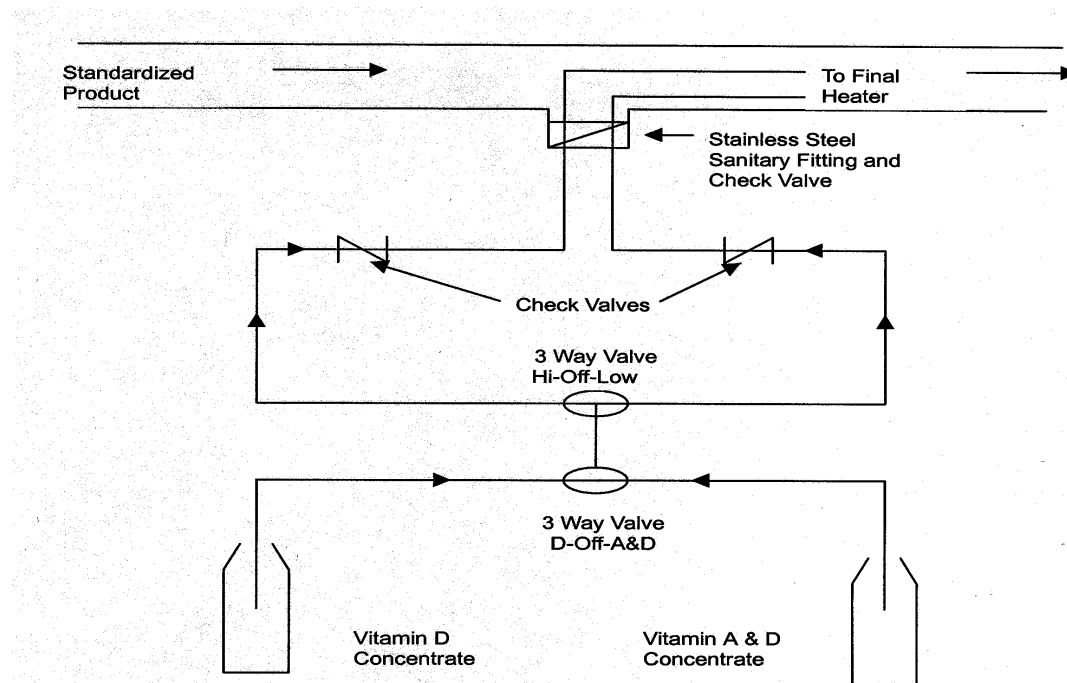 Standardized
Product
To Final
Heater
Stainless Steel
Sanitary Fitting and
Check Valve
Check Valves
3 Way Valve
Hi-Off-Low
3 Way Valve
D-Off-A&D
Vitamin D
Concentrate
Vitamin A & D
Concentrate